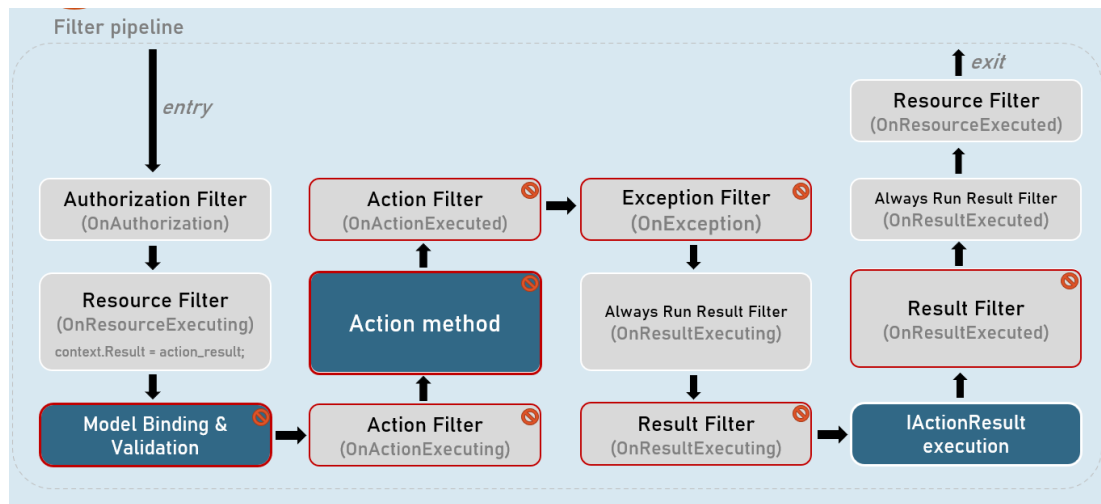 Filter pipeline
entry
Authorization Filter
(OnAuthorization)
Resource Filter
(OnResourceExecuting)
context.Result = action_result;
Model Binding &
Validation
Action Filter
(OnActionExecuting)
Action method
Action Filter
(OnActionExecuted)
Exception Filter
(OnException)
Always Run Result Filter
(OnResultExecuting)
Result Filter
(OnResultExecuting)
IActionResult
execution
Result Filter
(OnResultExecuted)
Always Run Result Filter
(OnResultExecuted)
Resource Filter
(OnResourceExecuted)
exit